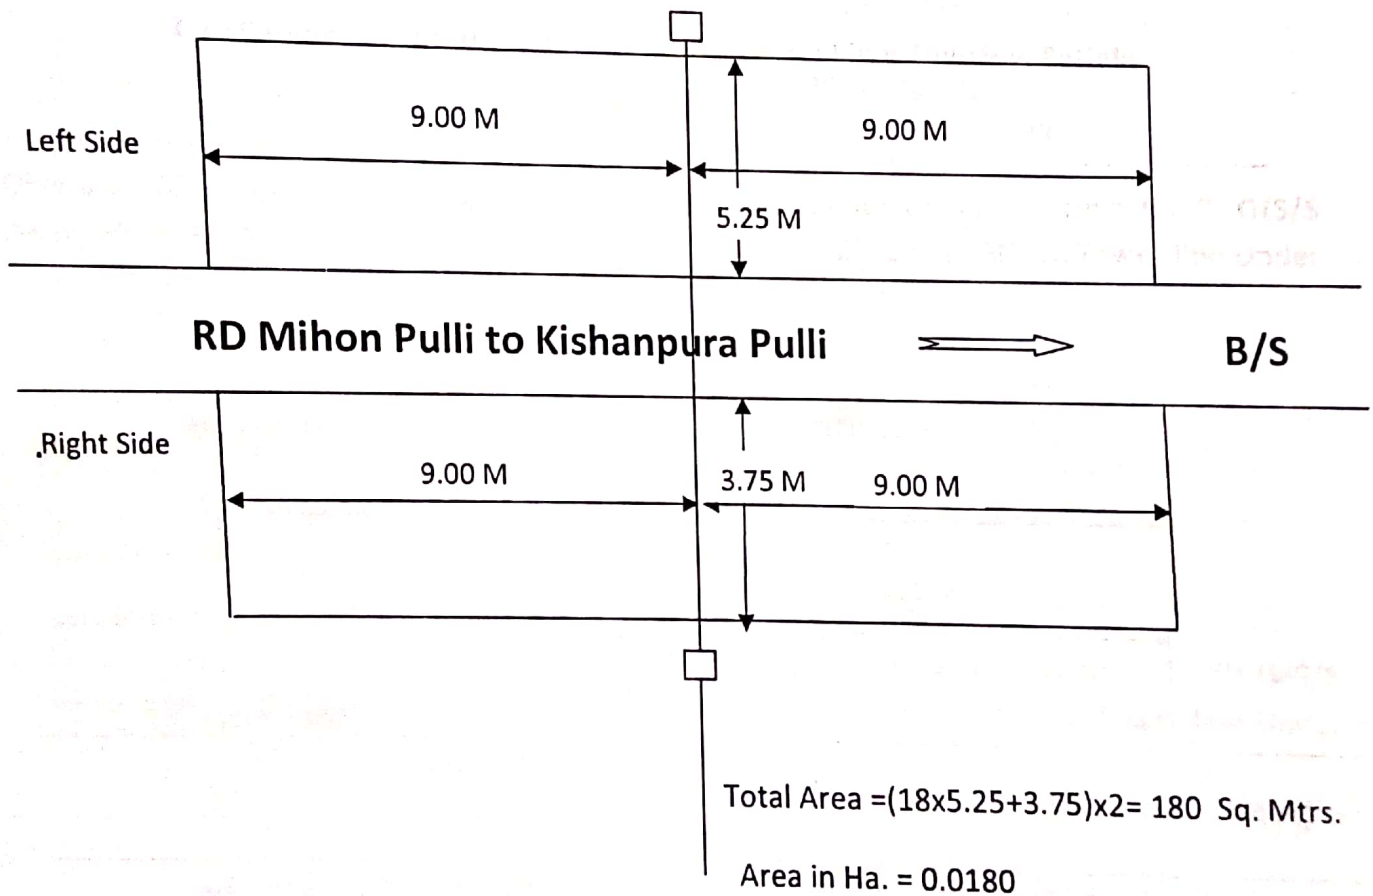 9.00 M
9.00 M
Left Side
5.25 M
RD Mihon Pulli to Kishanpura Pulli
B/S
.Right Side
9.00 M
3.75 M
9.00 M
Total Area =(18x5.25+3.75)x2= 180 Sq. Mtrs.
Area in Ha. = 0.0180